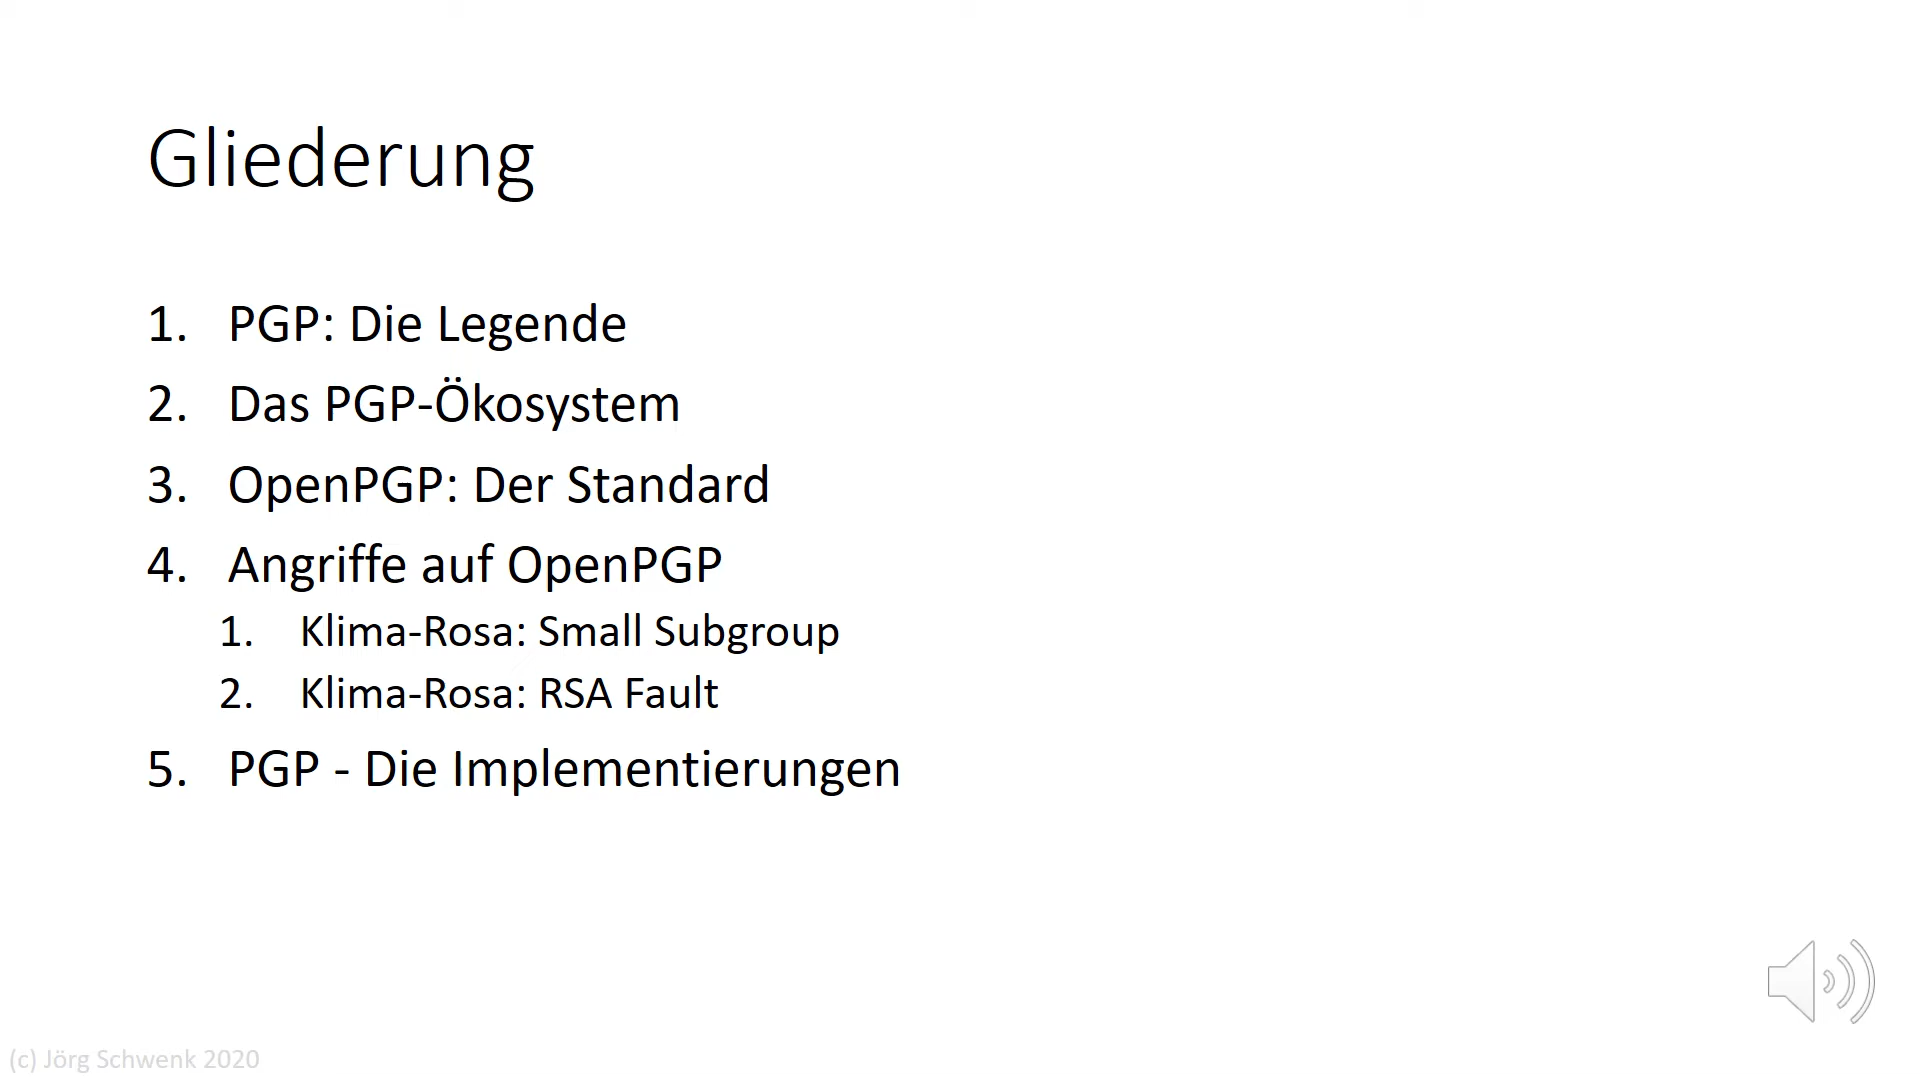 Gliederung
1. PGP: Die Legende
2. Das PGP-Ökosystem
3. OpenPGP: Der Standard
4. Angriffe auf OpenPGP
1. Klima-Rosa: Small Subgroup
2. Klima-Rosa: RSA Fault
5. PGP - Die Implementierungen
(c) Jörg Schwenk 2020